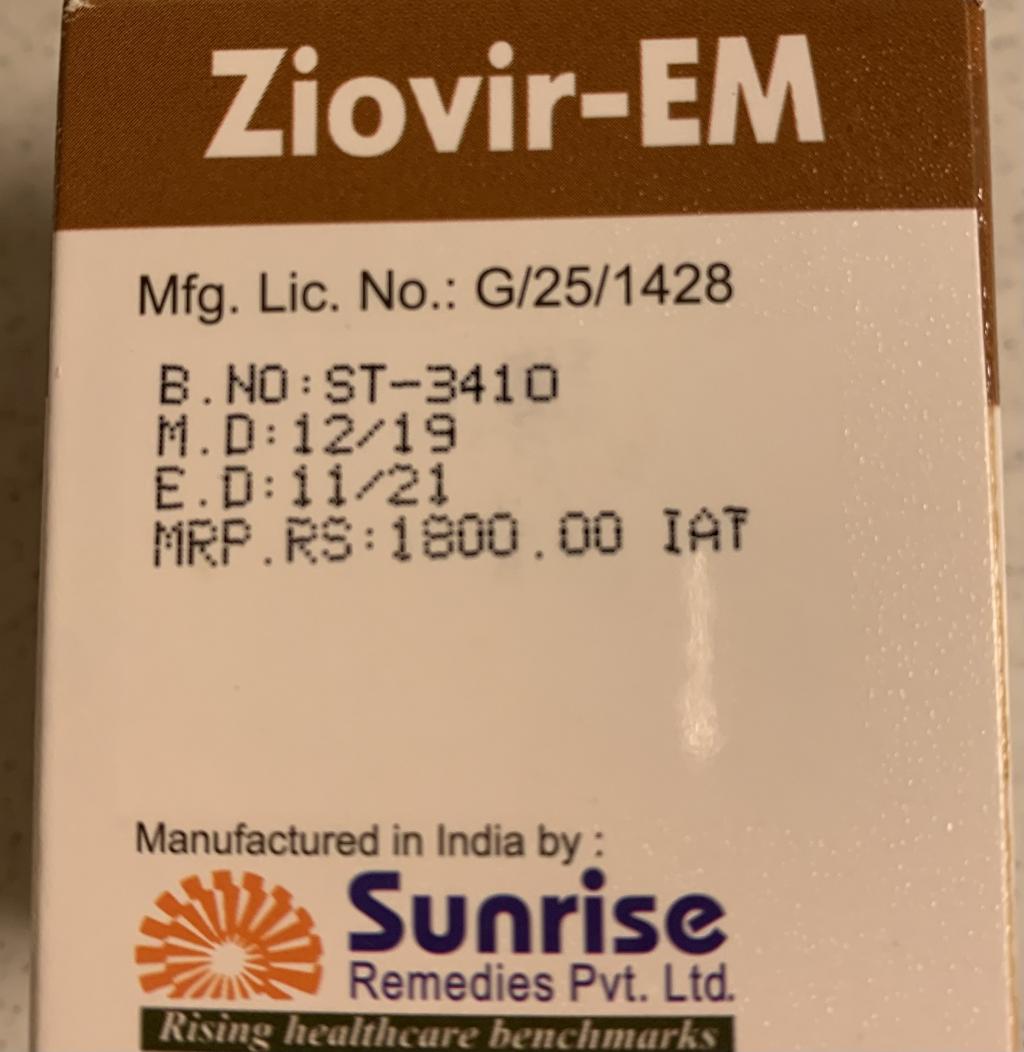 Ziovir-EM
Mfg. Lic. No.: G/25/1428
B.NO:ST-3410
M.D:12/19
E.D:11/21
MRP.RS:1800.00 IAT
Manufactured in India by :
Sunrise
Remedies Pvt. Ltd.
Rising healthcare benchmarks